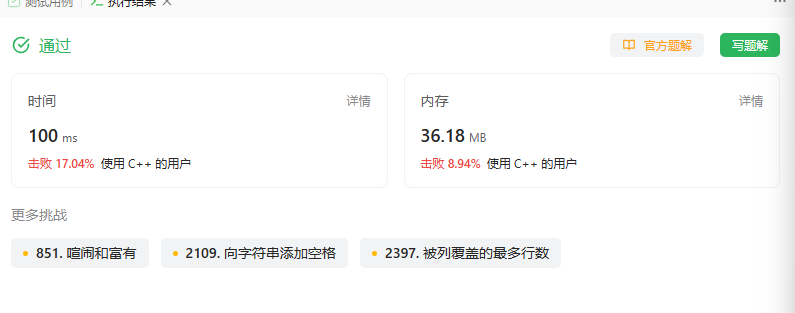 测试用例 执行结果
通过 官方题解 写题解
时间 详情 内存 详情
100 ms 36.18 MB
击败 17.04% 使用 C++ 的用户 击败 8.94% 使用 C++ 的用户
更多挑战
851. 喧闹和富有 2109. 向字符串添加空格 2397. 被列覆盖的最多行数